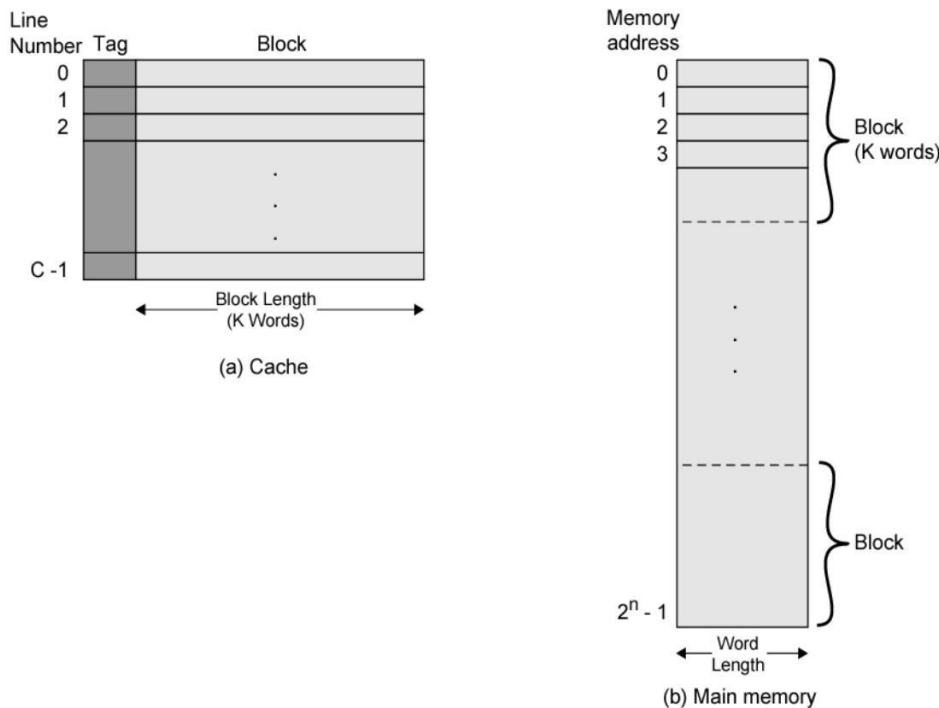 Line
Number Tag Block
0
1
2
C -1
Block Length
(K Words)
(a) Cache
Memory
address
0
1
2
3
Block
(K words)
Block
2ⁿ - 1
Word
Length
(b) Main memory